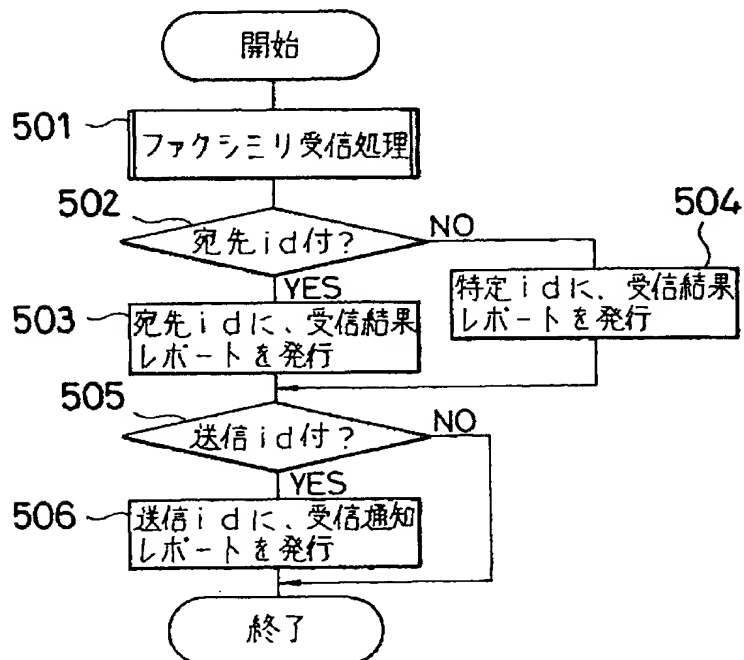 開始
501
ファクシミリ受信処理
502
宛先id付?
NO
504
YES
特定idに、受信結果
レポートを発行
503
宛先idに、受信結果
レポートを発行
505
送信id付?
NO
YES
506
送信idに、受信通知
レポートを発行
終了